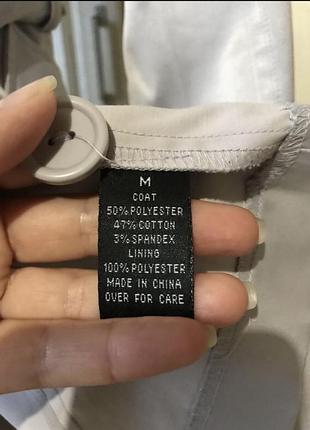 M
COAT
50%POLYESTER
47%COTTON
3%SPANDEX
LINING
100%POLYESTER
MADE IN CHINA
OVER FOR CARE